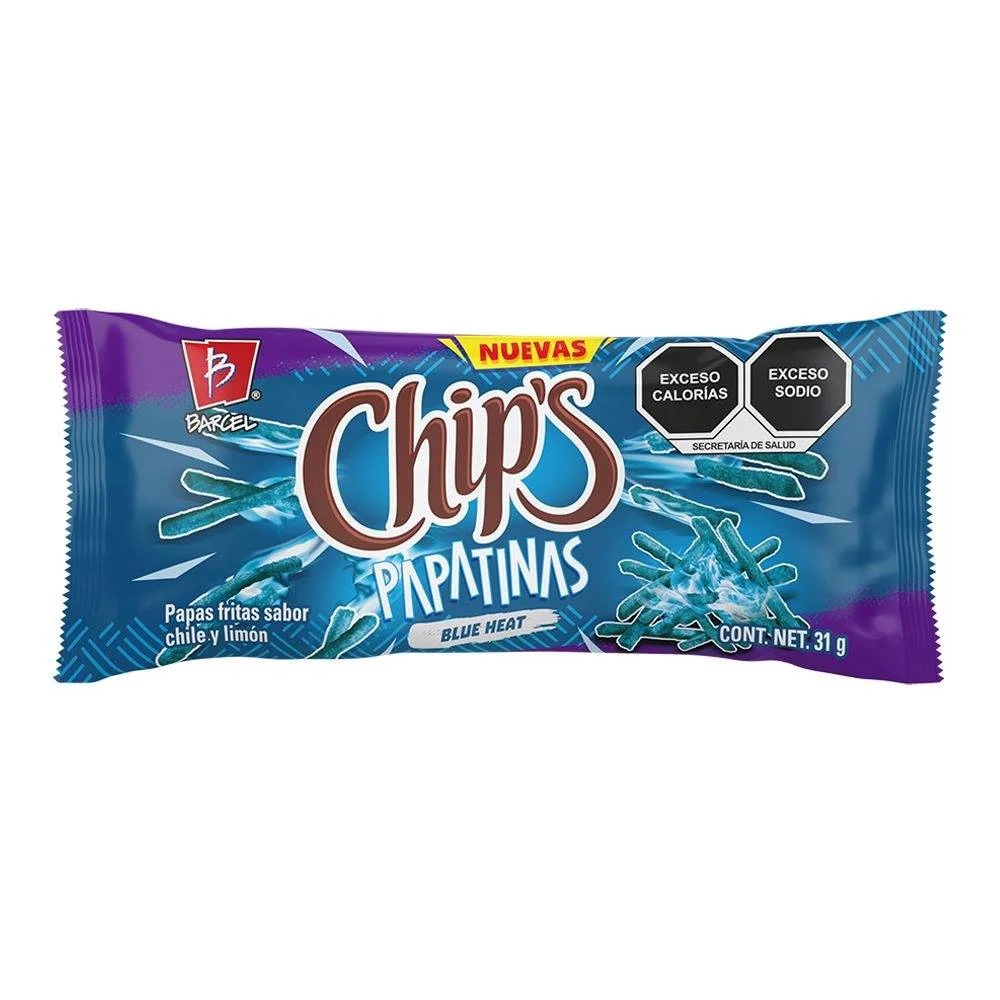 B
BARCEL
®
NUEVAS
Chip's
PAPATINAS
BLUE HEAT
Papas fritas sabor
chile y limón
EXCESO
CALORÍAS
EXCESO
SODIO
SECRETARÍA DE SALUD
CONT. NET. 31 g